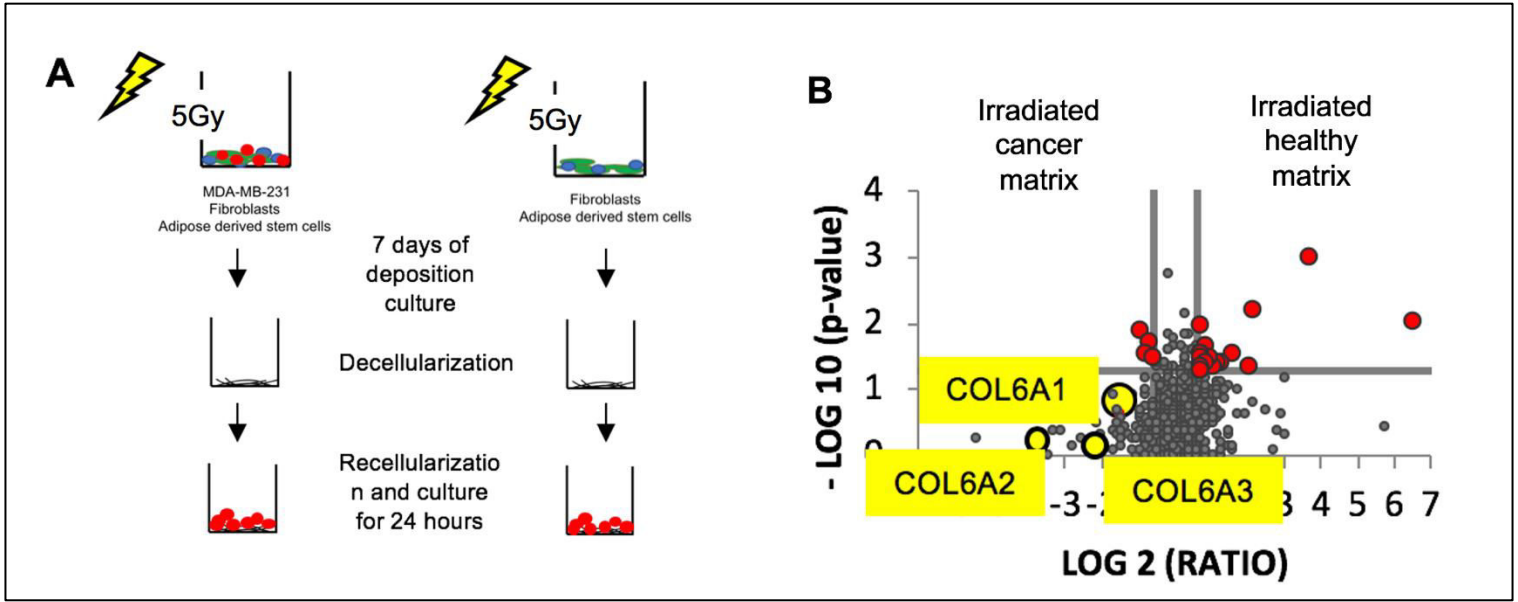 A
5Gy
MDA-MB-231
Fibroblasts
Adipose derived stem cells
5Gy
Fibroblasts
Adipose derived stem cells
7 days of
deposition
culture
Decellularization
Recellularizatio
n and culture
for 24 hours
B
Irradiated
cancer
matrix
Irradiated
healthy
matrix
- LOG 10 (p-value)
4
3
2
1
COL6A1
COL6A2
COL6A3
-3 4 5 6 7
LOG 2 (RATIO)